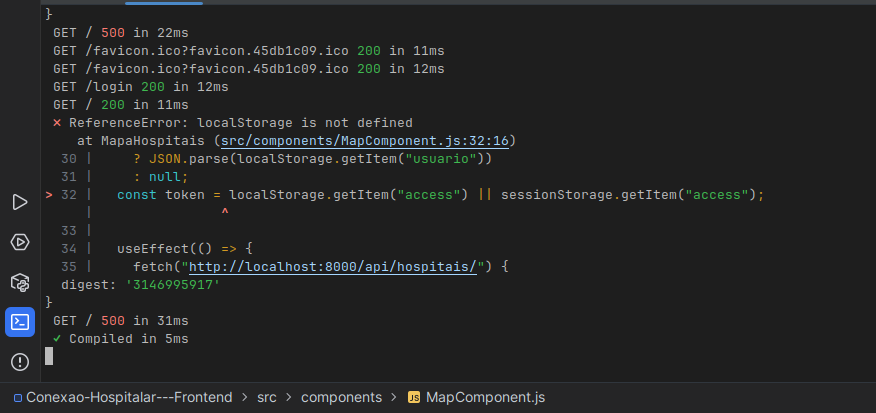 }
GET / 500 in 22ms
GET /favicon.ico?favicon.45db1c09.ico 200 in 11ms
GET /favicon.ico?favicon.45db1c09.ico 200 in 12ms
GET /login 200 in 12ms
GET / 200 in 11ms
⨯ ReferenceError: localStorage is not defined
at MapaHospitais (src/components/MapComponent.js:32:16)
30 |     ? JSON.parse(localStorage.getItem("usuario"))
31 |     : null;
> 32 |   const token = localStorage.getItem("access") || sessionStorage.getItem("access");
|                ^
33 |
34 |   useEffect(() => {
35 |     fetch("http://localhost:8000/api/hospitais/") {
digest: '3146995917'
}
GET / 500 in 31ms
✓ Compiled in 5ms
Conexao-Hospitalar---Frontend > src > components > JS MapComponent.js